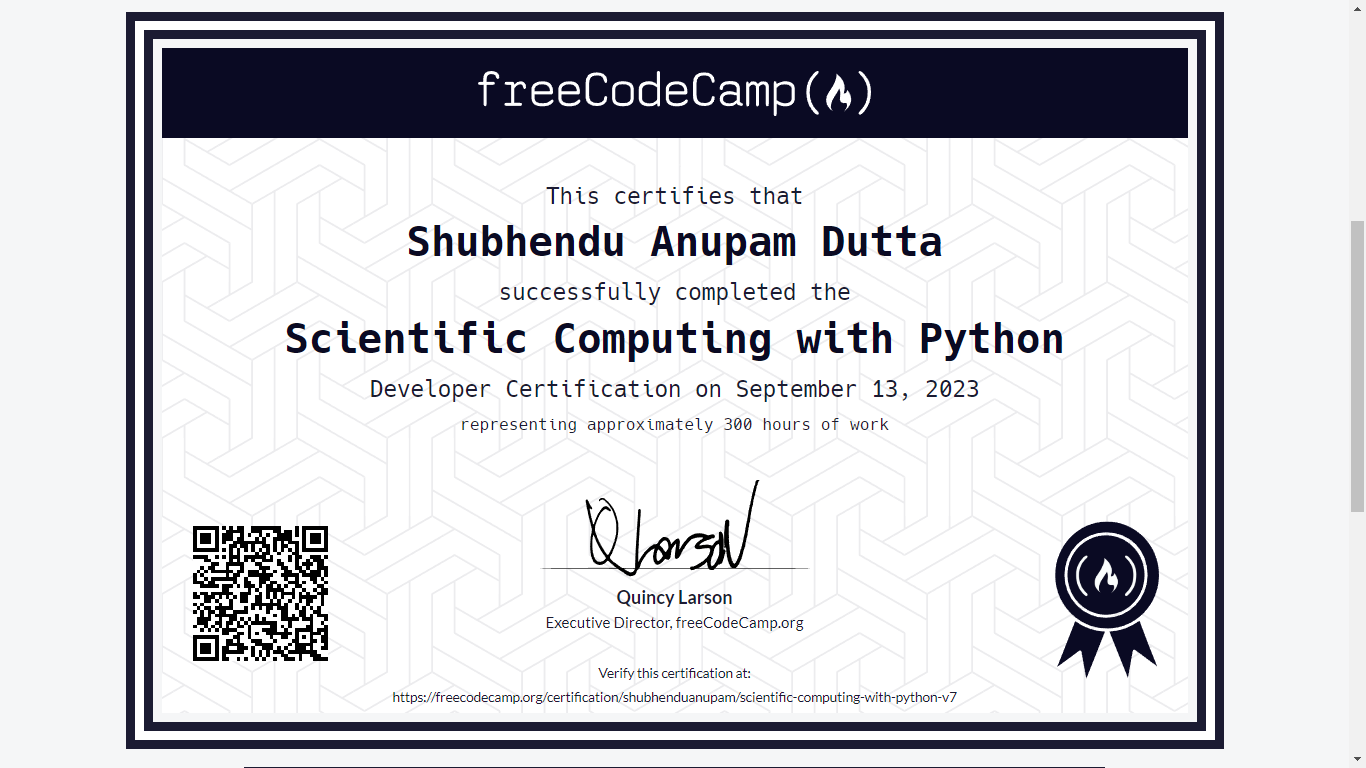 freeCodeCamp
This certifies that
Shubhendu Anupam Dutta
successfully completed the
Scientific Computing with Python
Developer Certification on September 13, 2023
representing approximately 300 hours of work
Q Larson
Quincy Larson
Executive Director, freeCodeCamp.org
Verify this certification at:
https://freecodecamp.org/certification/shubhenduanupam/scientific-computing-with-python-v7